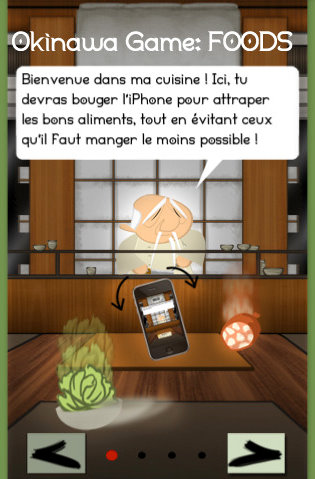 Okinawa Game: FOODS
Bienvenue dans ma cuisine ! Ici, tu
devras bouger l'iPhone pour attraper
les bons aliments, tout en évitant ceux
qu'il Faut manger le moins possible !